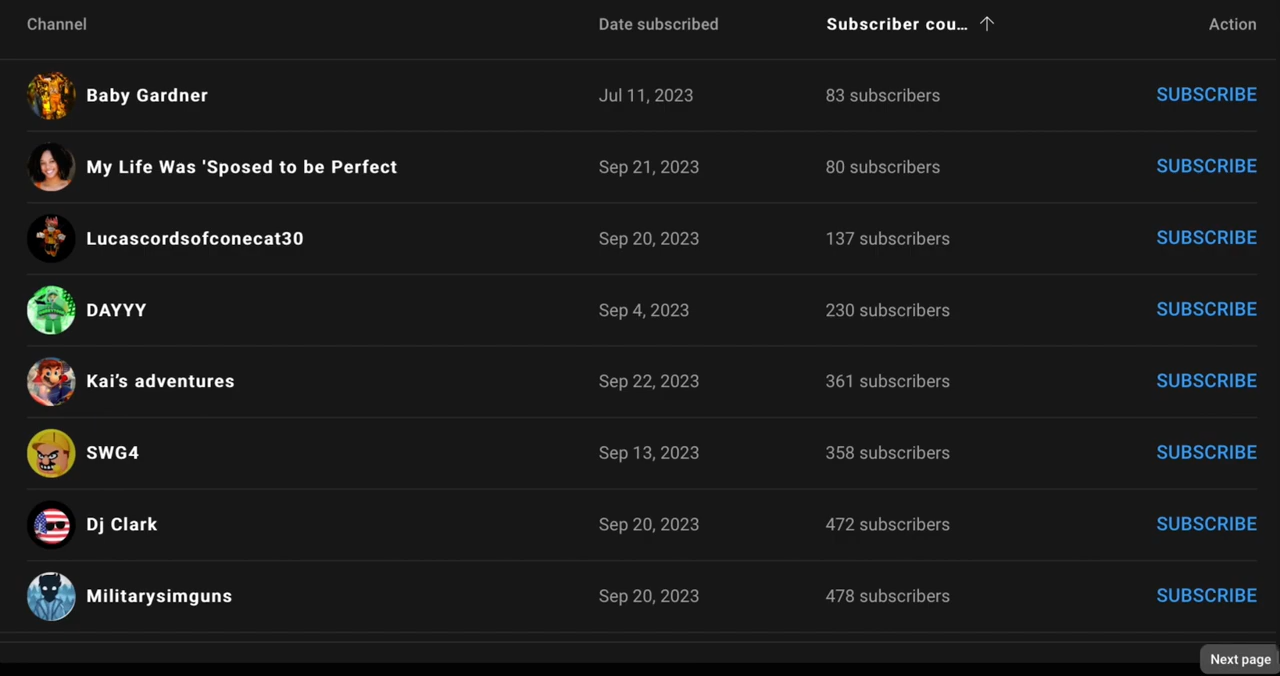 Channel Date subscribed Subscriber cou... ↑ Action
Baby Gardner Jul 11, 2023 83 subscribers SUBSCRIBE
My Life Was 'Sposed to be Perfect Sep 21, 2023 80 subscribers SUBSCRIBE
Lucascordsofconecat30 Sep 20, 2023 137 subscribers SUBSCRIBE
DAYYY Sep 4, 2023 230 subscribers SUBSCRIBE
Kai’s adventures Sep 22, 2023 361 subscribers SUBSCRIBE
SWG4 Sep 13, 2023 358 subscribers SUBSCRIBE
Dj Clark Sep 20, 2023 472 subscribers SUBSCRIBE
Militarysimguns Sep 20, 2023 478 subscribers SUBSCRIBE
Next page